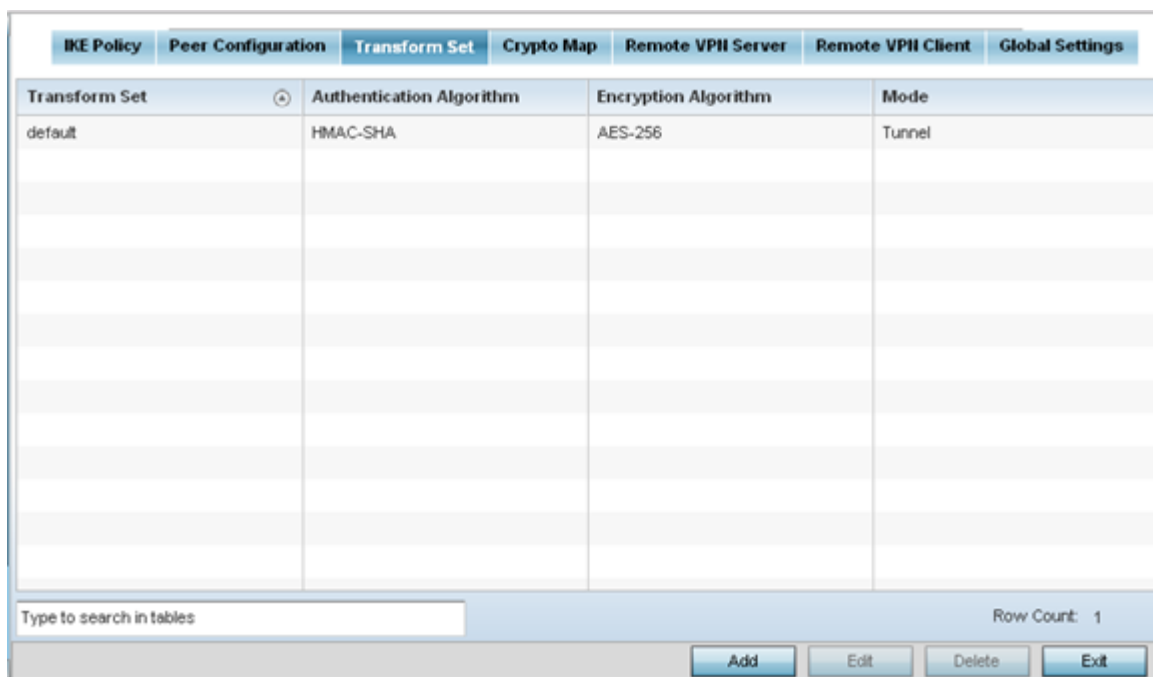 IKE Policy Peer Configuration Transform Set Crypto Map Remote VPN Server Remote VPN Client Global Settings
Transform Set Authentication Algorithm Encryption Algorithm Mode
default HMAC-SHA AES-256 Tunnel
Type to search in tables Row Count: 1
Add Edit Delete Exit